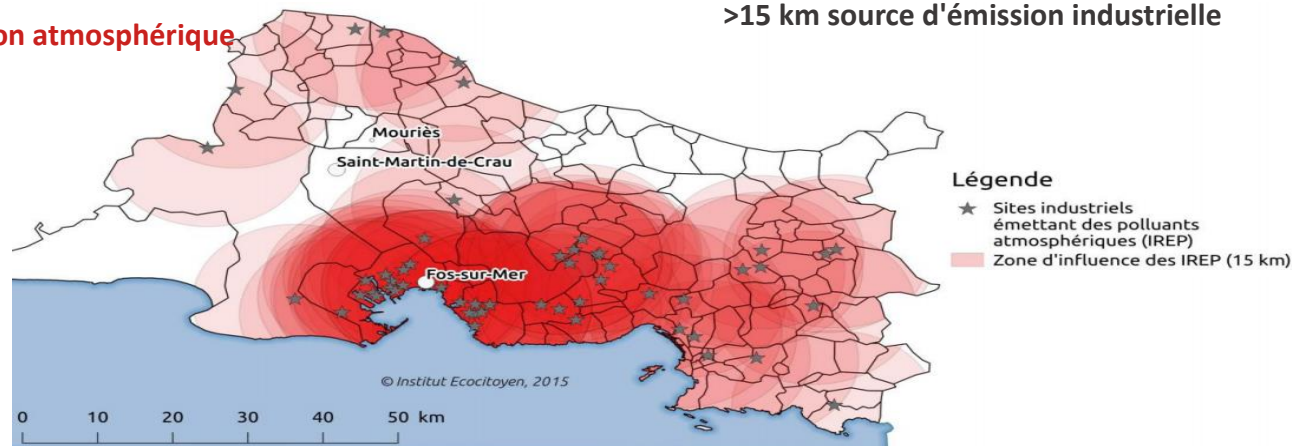 on atmosphérique
>15 km source d'émission industrielle
Mouriès
Saint-Martin-de-Crau
Fos-sur-Mer
Légende
Sites industriels
émettant des polluants
atmosphériques (IREP)
Zone d'influence des IREP (15 km)
© Institut Ecocitoyen, 2015
0 10 20 30 40 50 km